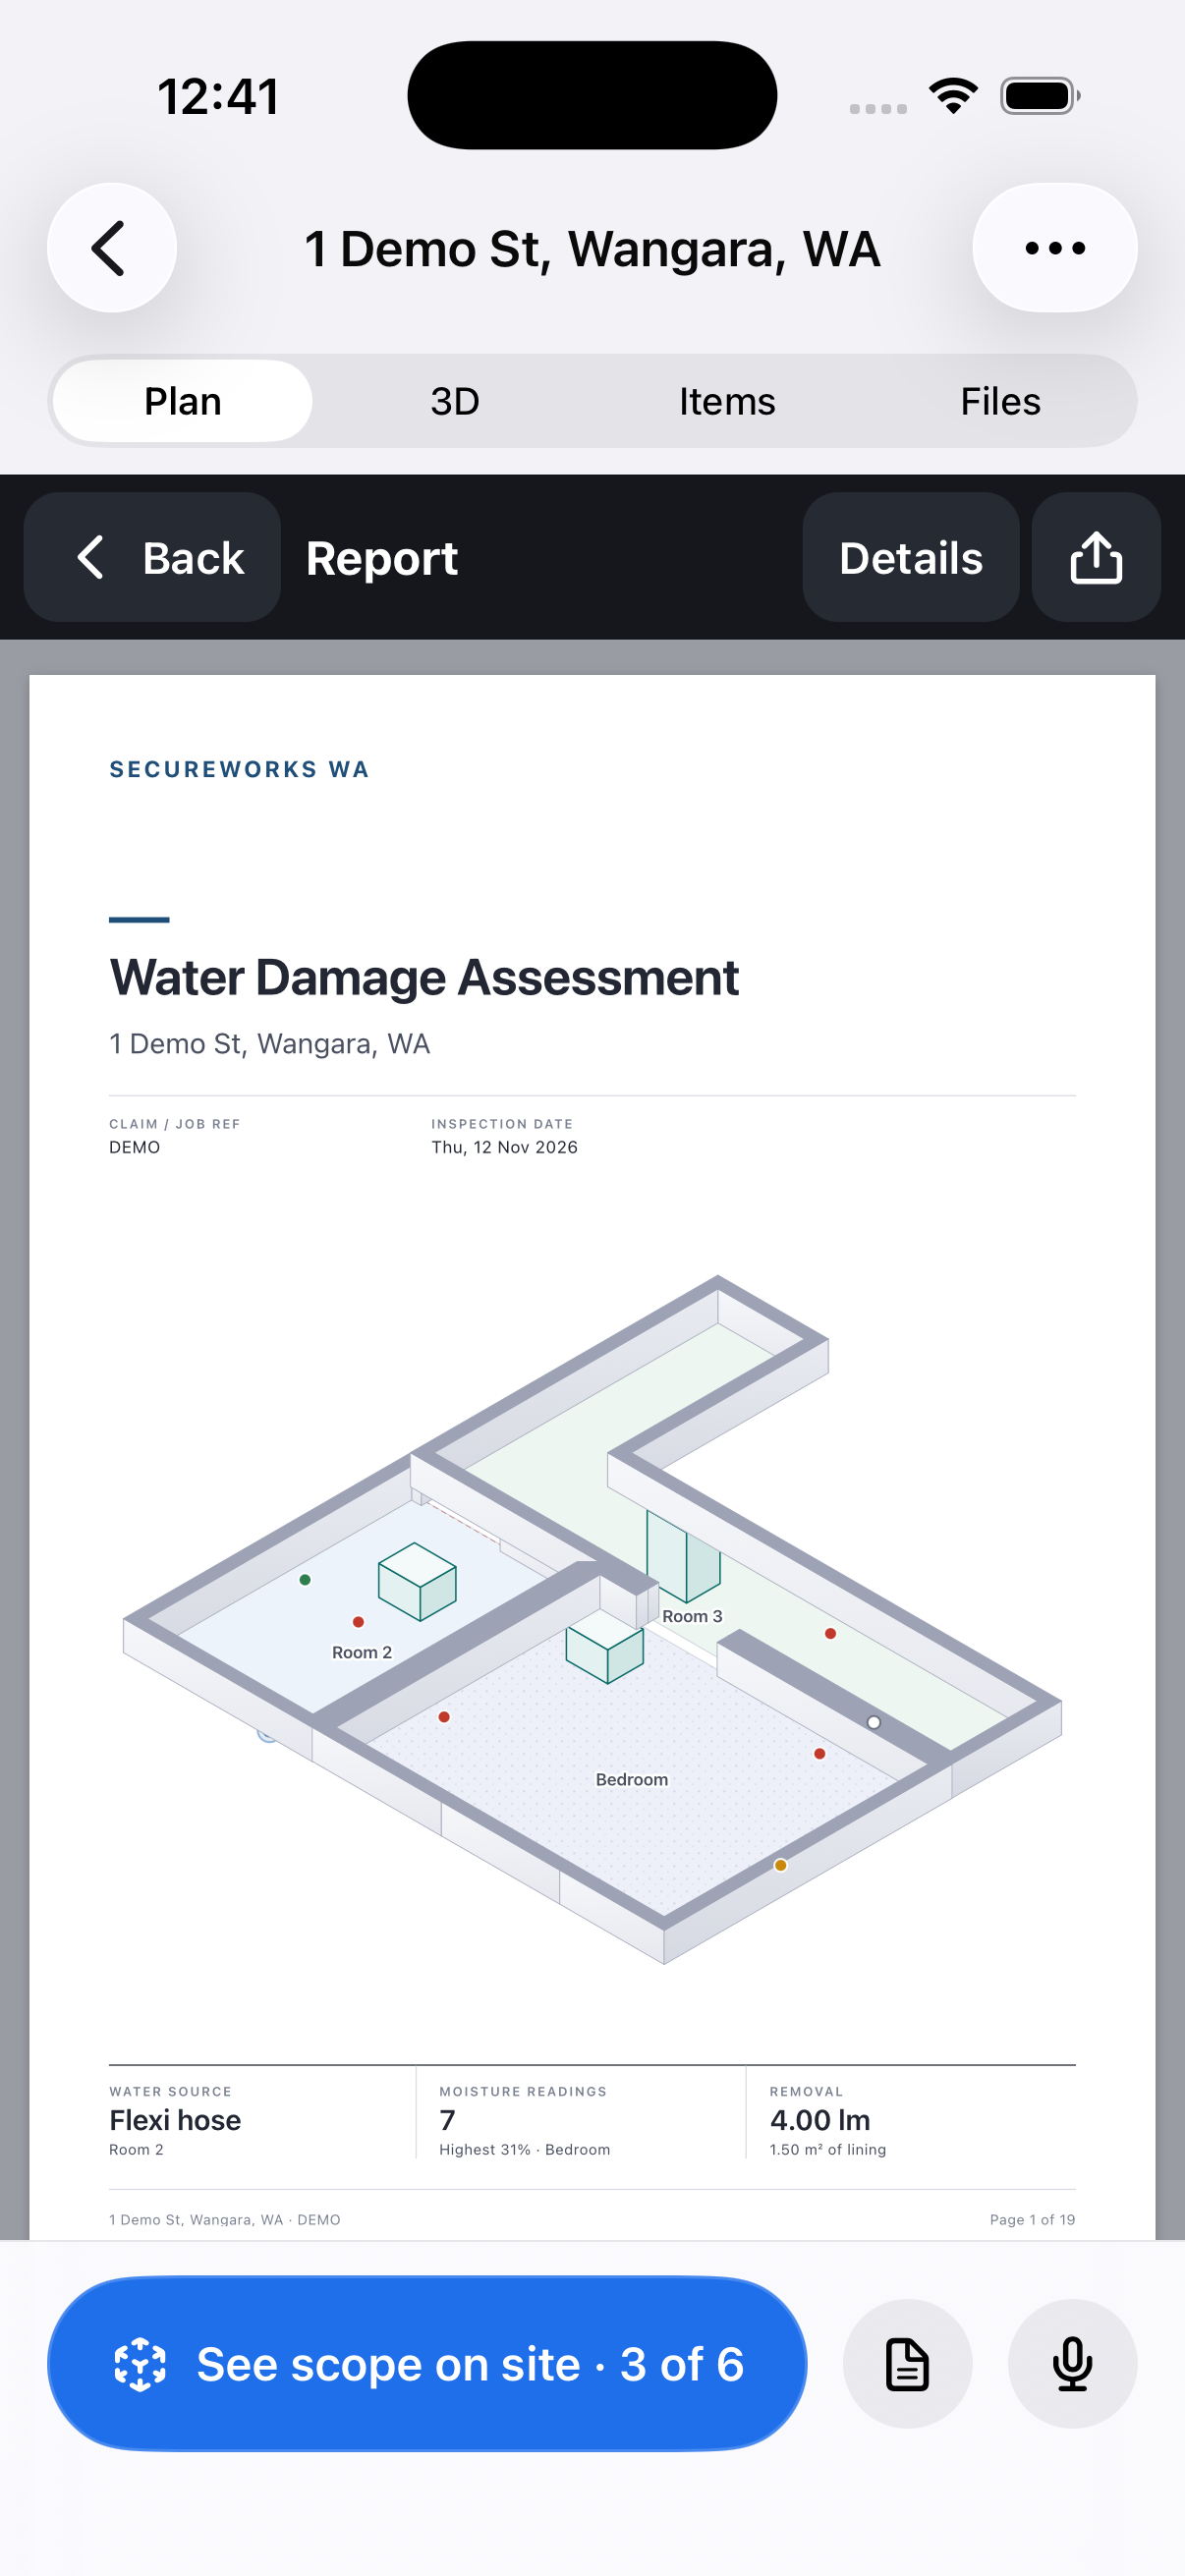 12:41
1 Demo St, Wangara, WA
Plan 3D Items Files
Back Report Details
SECUREWORKS WA
Water Damage Assessment
1 Demo St, Wangara, WA
CLAIM / JOB REF INSPECTION DATE
DEMO Thu, 12 Nov 2026
Room 3
Room 2
Bedroom
WATER SOURCE MOISTURE READINGS REMOVAL
Flexi hose 7 4.00 lm
Room 2 Highest 31% · Bedroom 1.50 m² of lining
1 Demo St, Wangara, WA · DEMO Page 1 of 19
See scope on site · 3 of 6